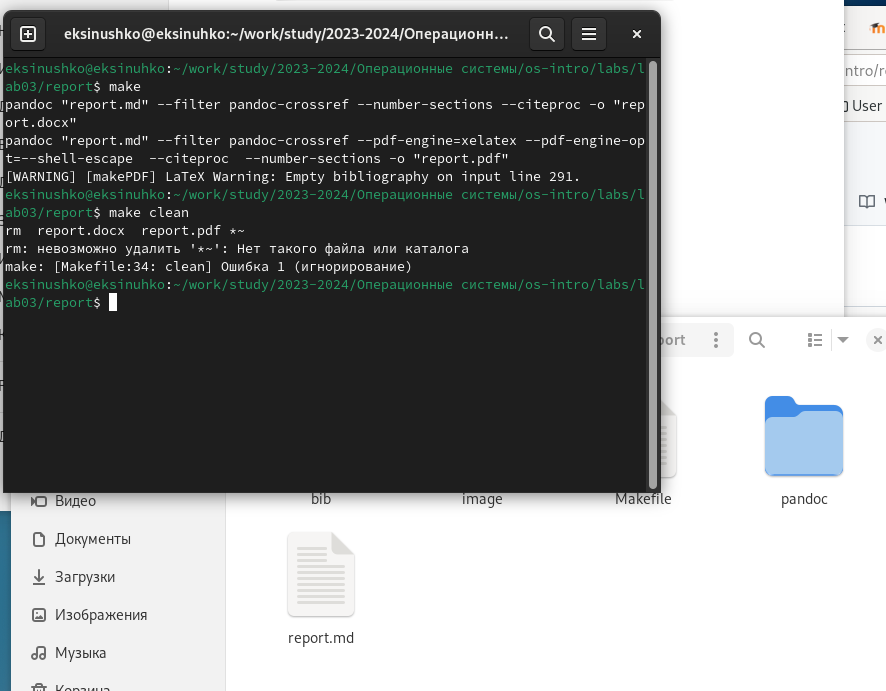 eksinushko@eksinuhko:~/work/study/2023-2024/Операционн...
eksinushko@eksinuhko:~/work/study/2023-2024/Операционные системы/os-intro/labs/l
ab03/report$ make
pandoc "report.md" --filter pandoc-crossref --number-sections --citeproc -o "rep
ort.docx"
pandoc "report.md" --filter pandoc-crossref --pdf-engine=xelatex --pdf-engine-op
t=--shell-escape  --citeproc  --number-sections -o "report.pdf"
[WARNING] [makePDF] LaTeX Warning: Empty bibliography on input line 291.
eksinushko@eksinuhko:~/work/study/2023-2024/Операционные системы/os-intro/labs/l
ab03/report$ make clean
rm  report.docx  report.pdf *~
rm: невозможно удалить '*~': Нет такого файла или каталога
make: [Makefile:34: clean] Ошибка 1 (игнорирование)
eksinushko@eksinuhko:~/work/study/2023-2024/Операционные системы/os-intro/labs/l
ab03/report$
ntro/r
User
port
bib
image
Makefile
pandoc
report.md
Видео
Документы
Загрузки
Изображения
Музыка
Корзина